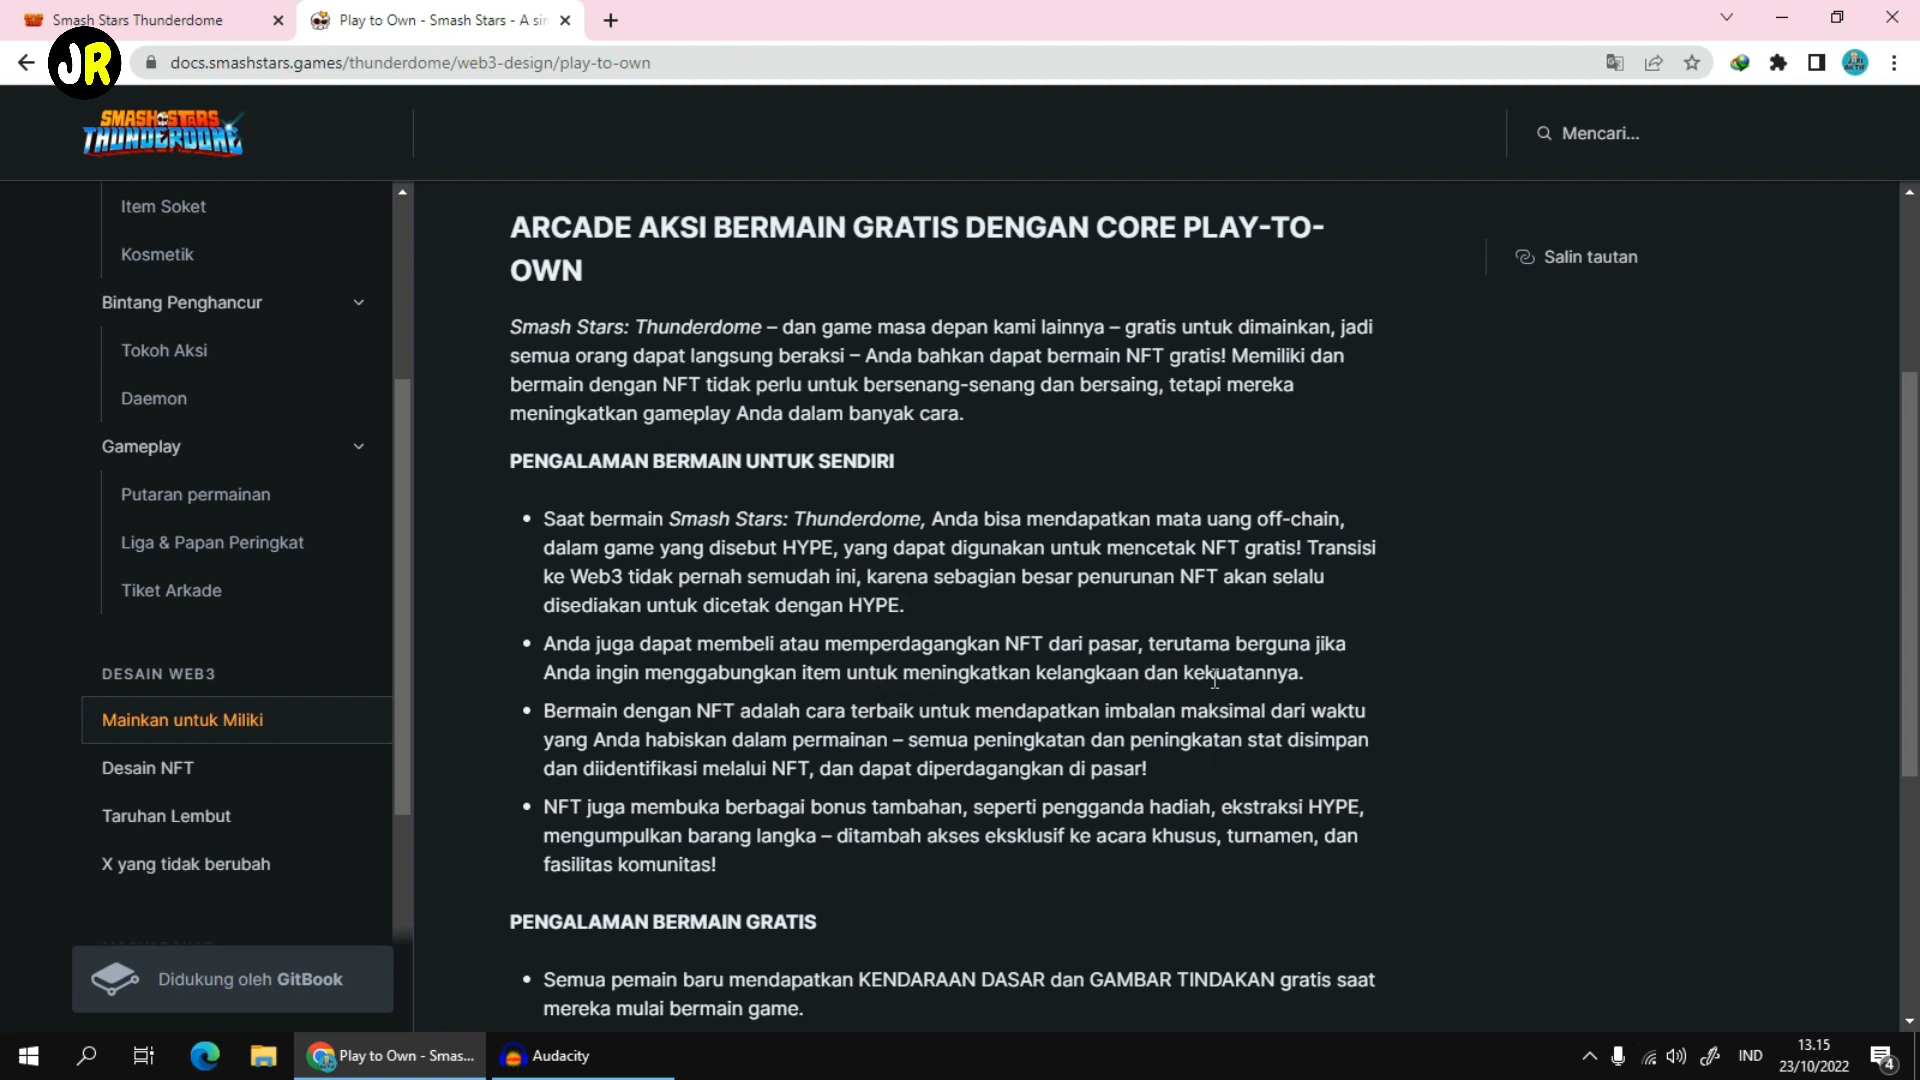 Smash Stars Thunderdome
Play to Own - Smash Stars - A sin
JR
docs.smashstars.games/thunderdome/web3-design/play-to-own
SMASH STARS
THUNDERDOME
Mencari...
Item Soket
Kosmetik
Bintang Penghancur
Tokoh Aksi
Daemon
Gameplay
Putaran permainan
Liga & Papan Peringkat
Tiket Arkade
DESAIN WEB3
Mainkan untuk Miliki
Desain NFT
Taruhan Lembut
X yang tidak berubah
Didukung oleh GitBook
ARCADE AKSI BERMAIN GRATIS DENGAN CORE PLAY-TO-
OWN
Smash Stars: Thunderdome – dan game masa depan kami lainnya – gratis untuk dimainkan, jadi
semua orang dapat langsung beraksi – Anda bahkan dapat bermain NFT gratis! Memiliki dan
bermain dengan NFT tidak perlu untuk bersenang-senang dan bersaing, tetapi mereka
meningkatkan gameplay Anda dalam banyak cara.
PENGALAMAN BERMAIN UNTUK SENDIRI
• Saat bermain Smash Stars: Thunderdome, Anda bisa mendapatkan mata uang off-chain,
dalam game yang disebut HYPE, yang dapat digunakan untuk mencetak NFT gratis! Transisi
ke Web3 tidak pernah semudah ini, karena sebagian besar penurunan NFT akan selalu
disediakan untuk dicetak dengan HYPE.
• Anda juga dapat membeli atau memperdagangkan NFT dari pasar, terutama berguna jika
Anda ingin menggabungkan item untuk meningkatkan kelangkaan dan kekuatannya.
• Bermain dengan NFT adalah cara terbaik untuk mendapatkan imbalan maksimal dari waktu
yang Anda habiskan dalam permainan – semua peningkatan dan peningkatan stat disimpan
dan diidentifikasi melalui NFT, dan dapat diperdagangkan di pasar!
• NFT juga membuka berbagai bonus tambahan, seperti pengganda hadiah, ekstraksi HYPE,
mengumpulkan barang langka – ditambah akses eksklusif ke acara khusus, turnamen, dan
fasilitas komunitas!
PENGALAMAN BERMAIN GRATIS
• Semua pemain baru mendapatkan KENDARAAN DASAR dan GAMBAR TINDAKAN gratis saat
mereka mulai bermain game.
Salin tautan
Play to Own - Smas...
Audacity
IND
13.15
23/10/2022
4